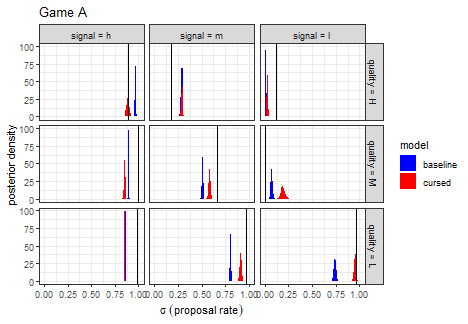 Game A
signal = h
signal = m
signal = l
posterior density
100
75
50
25
0
quality = H
100
75
50
25
0
quality = M
100
75
50
25
0
quality = L
0.00 0.25 0.50 0.75 1.00 0.00 0.25 0.50 0.75 1.00 0.00 0.25 0.50 0.75 1.00
σ (proposal rate)
model
baseline
cursed